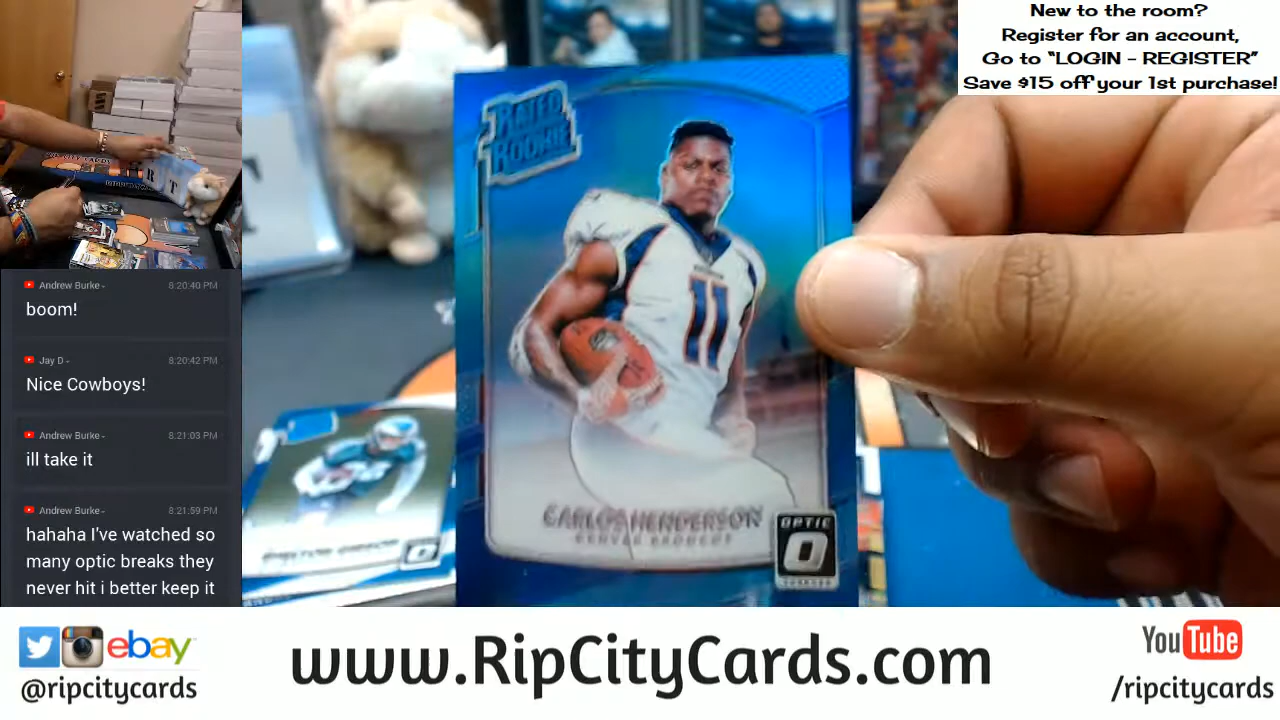 New to the room?
Register for an account,
Go to “LOGIN - REGISTER”
Save $15 off your 1st purchase!
RATED
ROOKIE
11
CARLOS HENDERSON
DENVER BRONCOS
OPTIC
Andrew Burke
8:20:40 PM
boom!
Jay D
8:20:42 PM
Nice Cowboys!
Andrew Burke
8:21:03 PM
ill take it
Andrew Burke
8:21:59 PM
hahaha I've watched so
many optic breaks they
never hit i better keep it
ebay
@ripcitycards
www.RipCityCards.com
YouTube
/ripcitycards